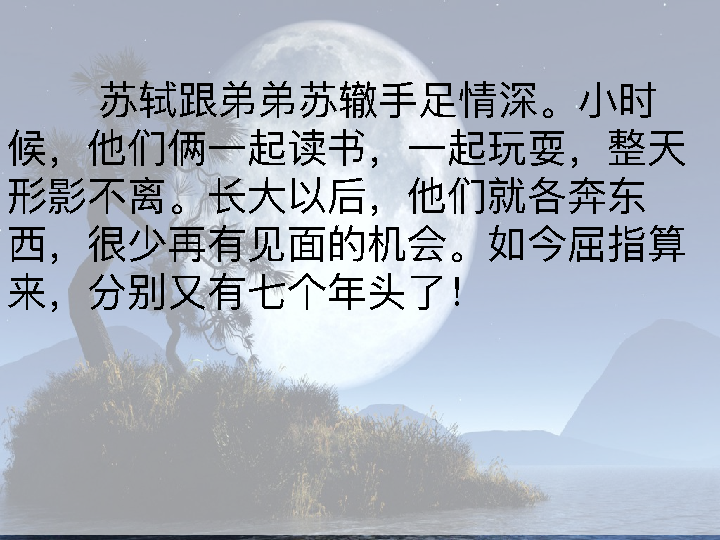 苏轼跟弟弟苏辙手足情深。小时
候，他们俩一起读书，一起玩耍，整天
形影不离。长大以后，他们就各奔东
西，很少再有见面的机会。如今屈指算
来，分别又有七个年头了！